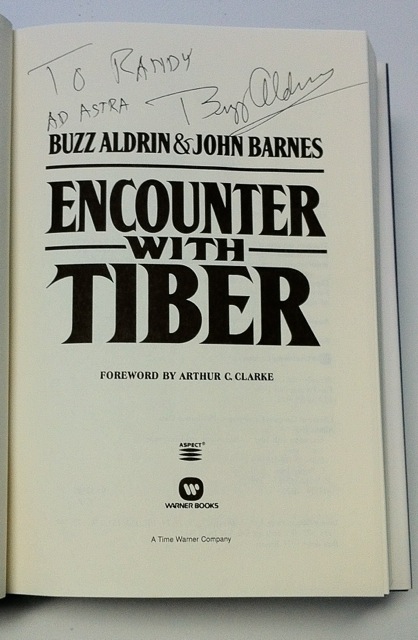 TO RANDY
AD ASTRA Buzz Aldrin
BUZZ ALDRIN & JOHN BARNES
ENCOUNTER
WITH
TIBER
FOREWORD BY ARTHUR C. CLARKE
ASPECT®
WARNER BOOKS
A Time Warner Company